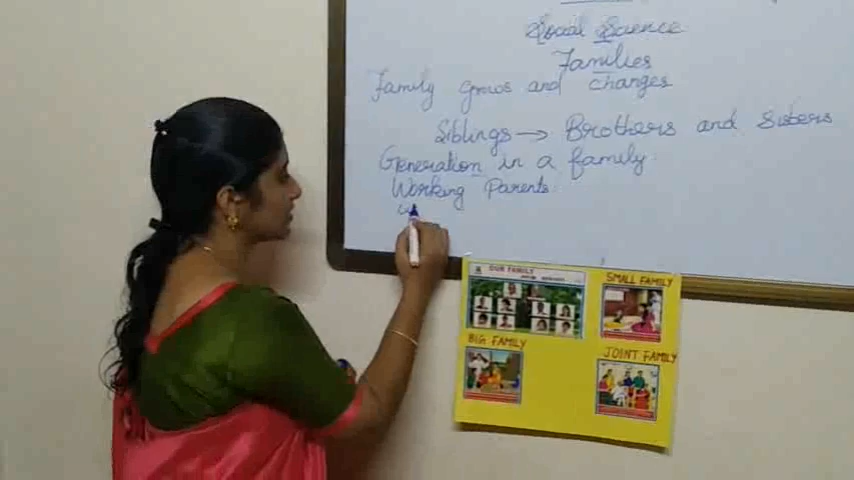 Social Science
Families
Family grows and changes
Siblings → Brothers and Sisters
Generation in a family
Working Parents
OUR FAMILY
SMALL FAMILY
BIG FAMILY
JOINT FAMILY